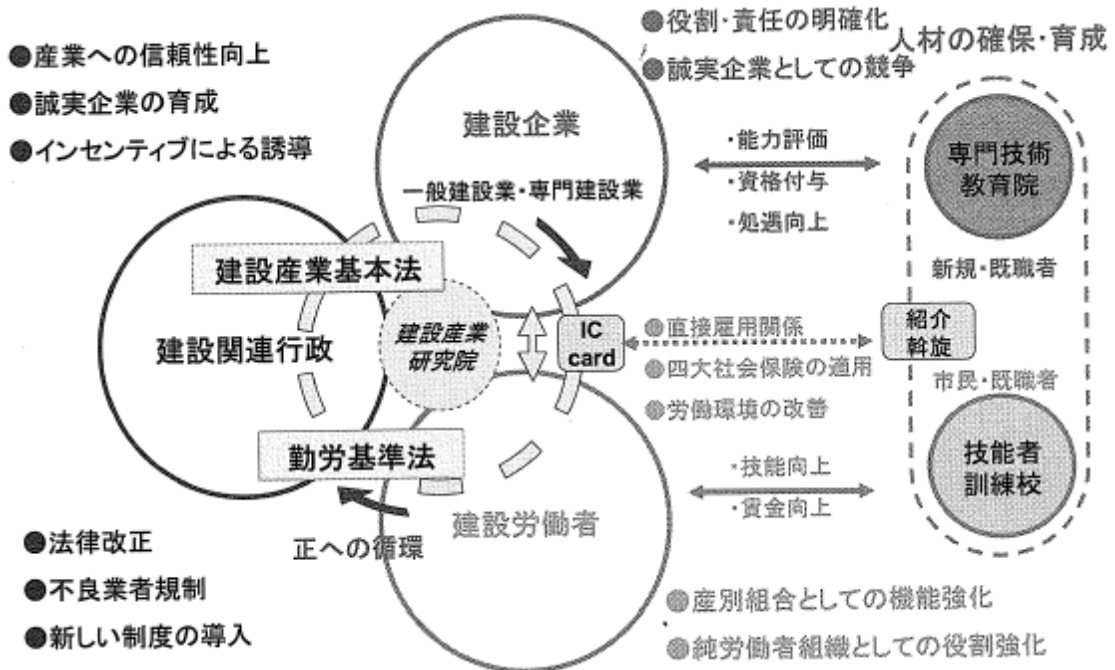 ●産業への信頼性向上
●誠実企業の育成
●インセンティブによる誘導
●役割・責任の明確化
●誠実企業としての競争
人材の確保・育成
建設企業
一般建設業・専門建設業
・能力評価
・資格付与
・処遇向上
専門技術
教育院
新規・既職者
建設産業基本法
建設関連行政
建設産業
研究院
IC
card
●直接雇用関係
●四大社会保険の適用
●労働環境の改善
紹介
斡旋
市民・既職者
技能者
訓練校
勤労基準法
建設労働者
正への循環
・技能向上
・賃金向上
●法律改正
●不良業者規制
●新しい制度の導入
●産別組合としての機能強化
●純労働者組織としての役割強化